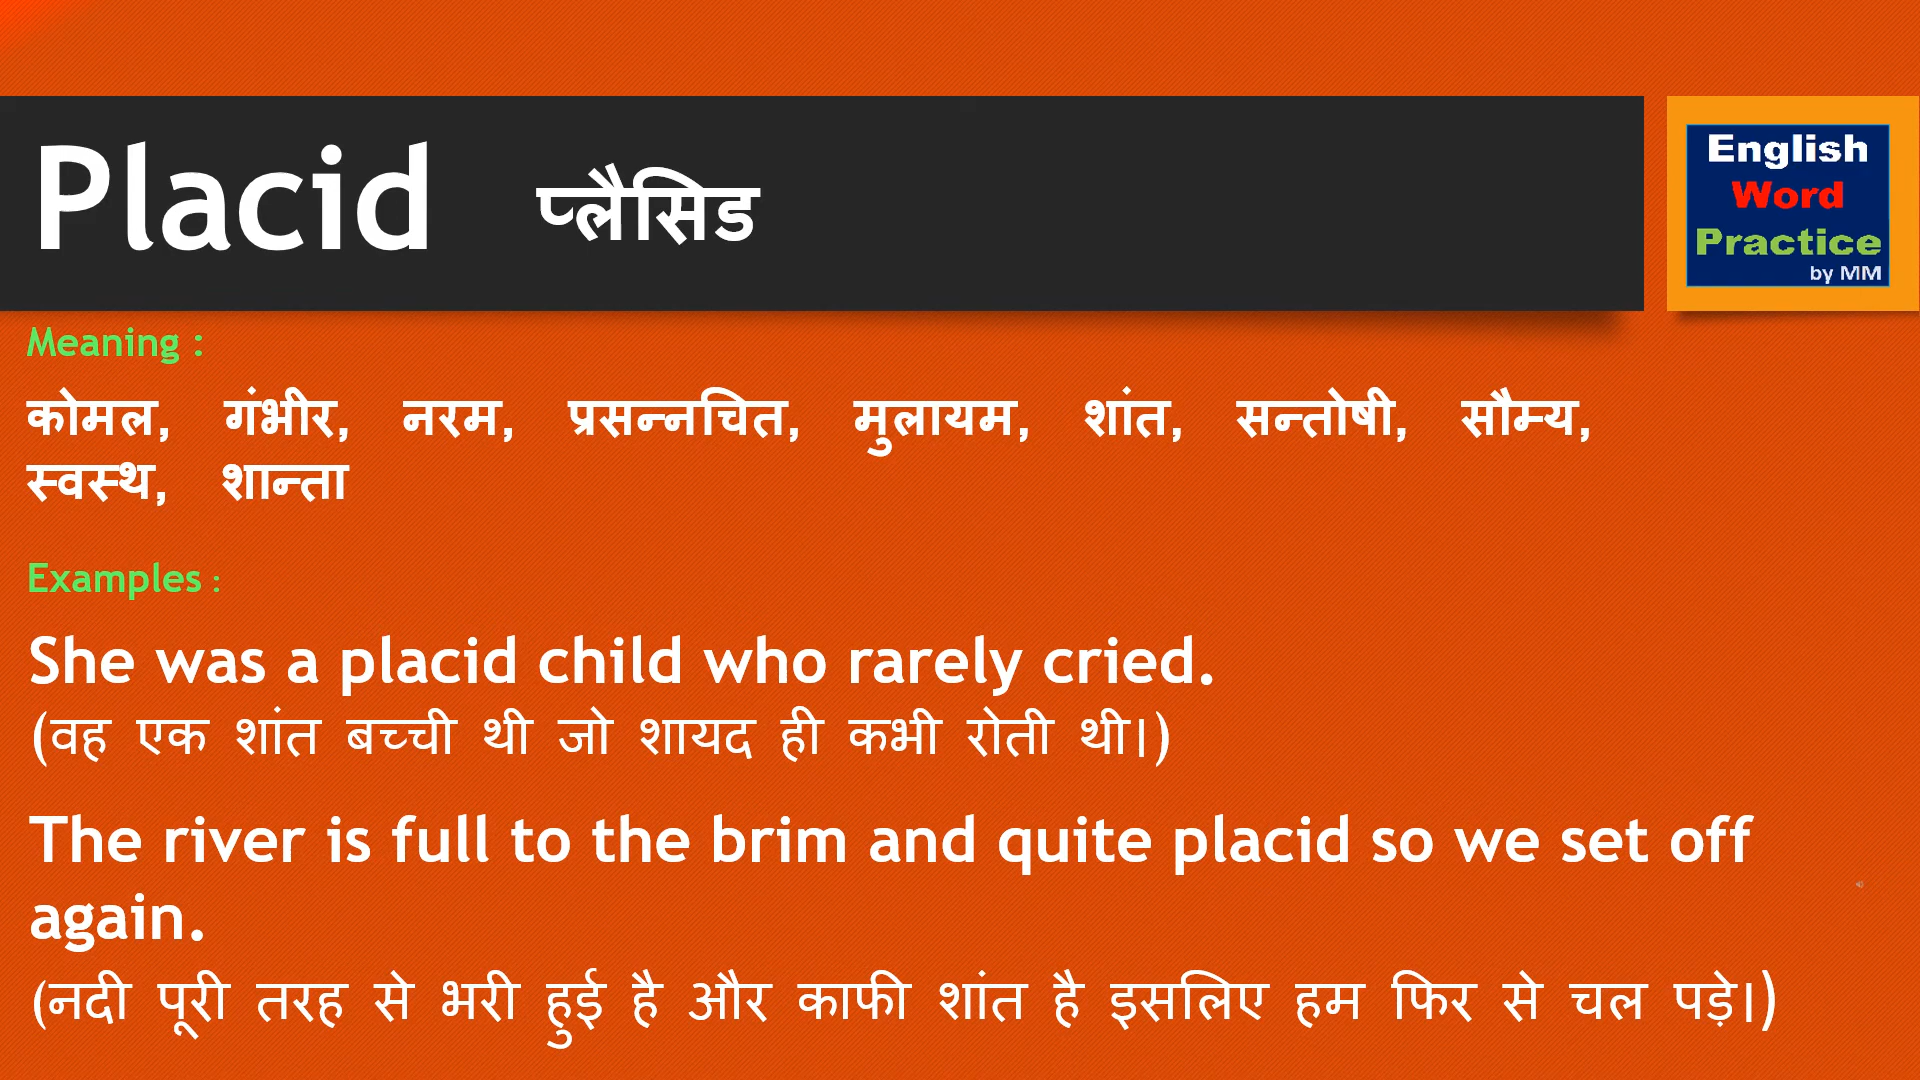 Placid प्लैसिड
English
Word
Practice
by MM
Meaning :
कोमल, गंभीर, नरम, प्रसन्नचित, मुलायम, शांत, सन्तोषी, सौम्य,
स्वस्थ, शान्ता
Examples :
She was a placid child who rarely cried.
(वह एक शांत बच्ची थी जो शायद ही कभी रोती थी।)
The river is full to the brim and quite placid so we set off
again.
(नदी पूरी तरह से भरी हुई है और काफी शांत है इसलिए हम फिर से चल पड़े।)